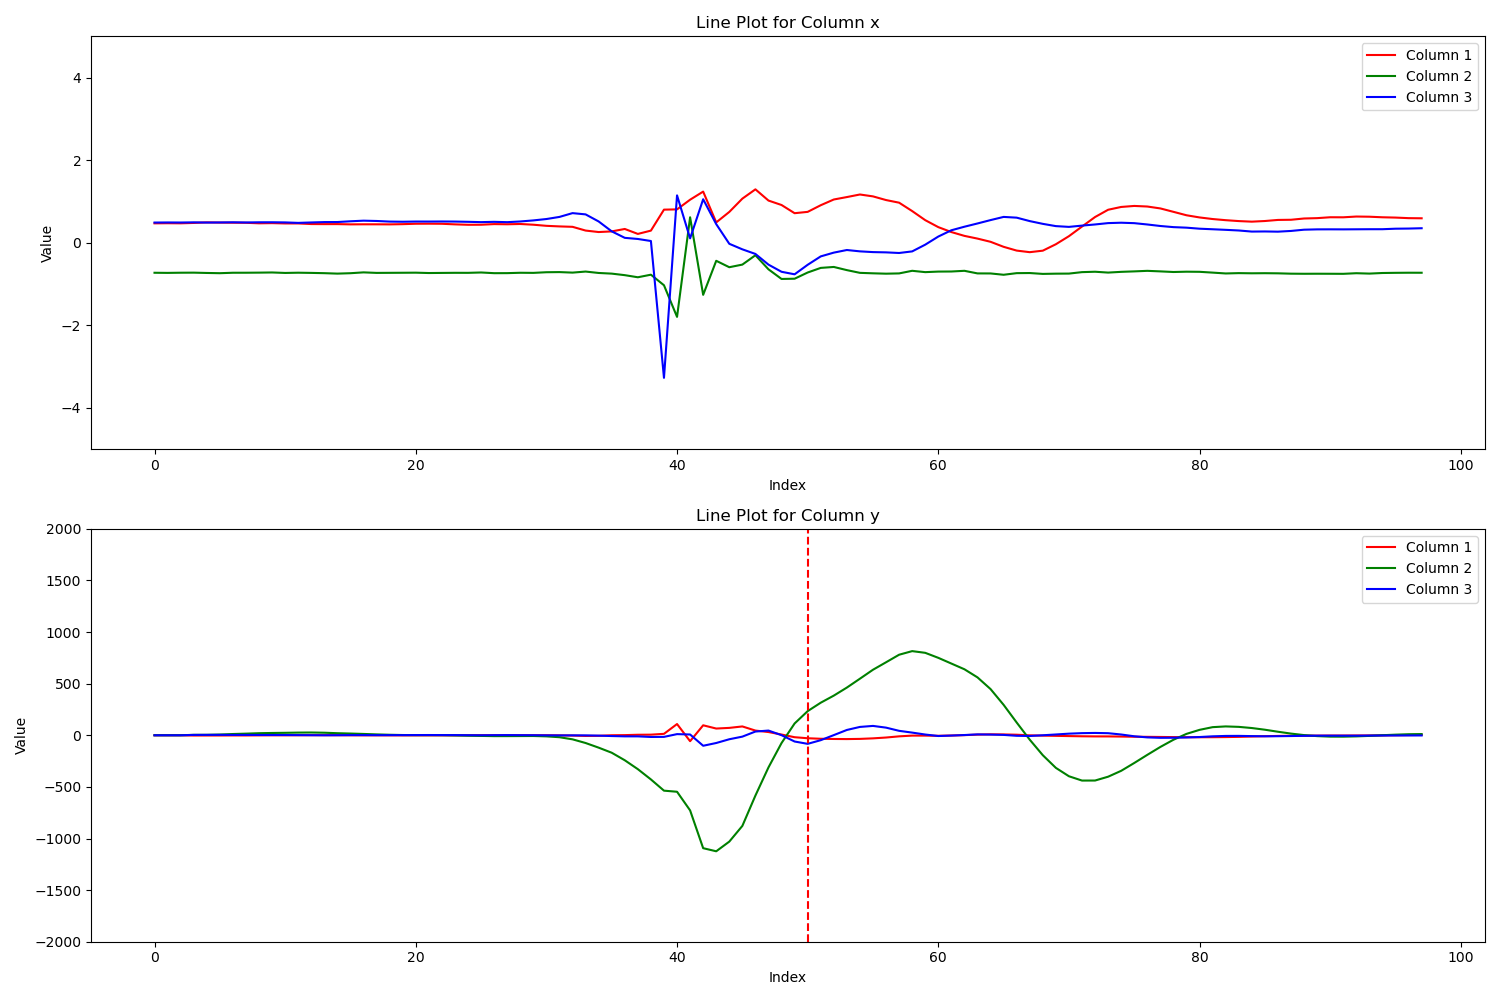 Line Plot for Column x
Column 1
Column 2
Column 3
4
2
0
−2
−4
Value
0 20 40 60 80 100
Index
Line Plot for Column y
Column 1
Column 2
Column 3
2000
1500
1000
500
0
−500
−1000
−1500
−2000
Value
0 20 40 60 80 100
Index